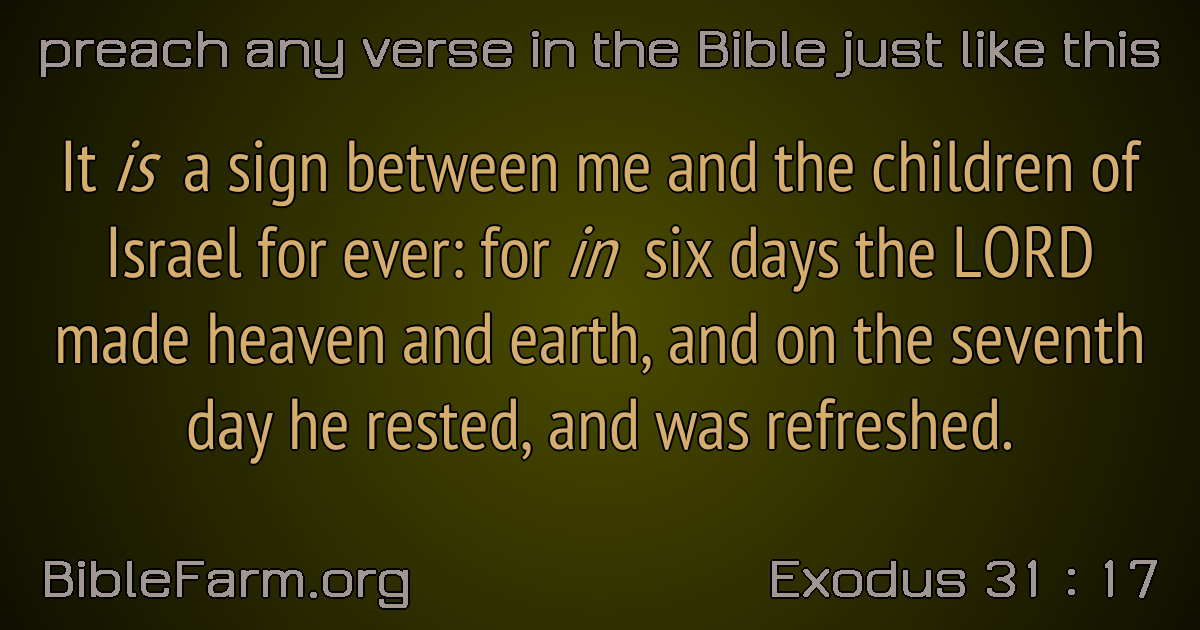 preach any verse in the Bible just like this
It is a sign between me and the children of
Israel for ever: for in six days the LORD
made heaven and earth, and on the seventh
day he rested, and was refreshed.
BibleFarm.org
Exodus 31 : 17